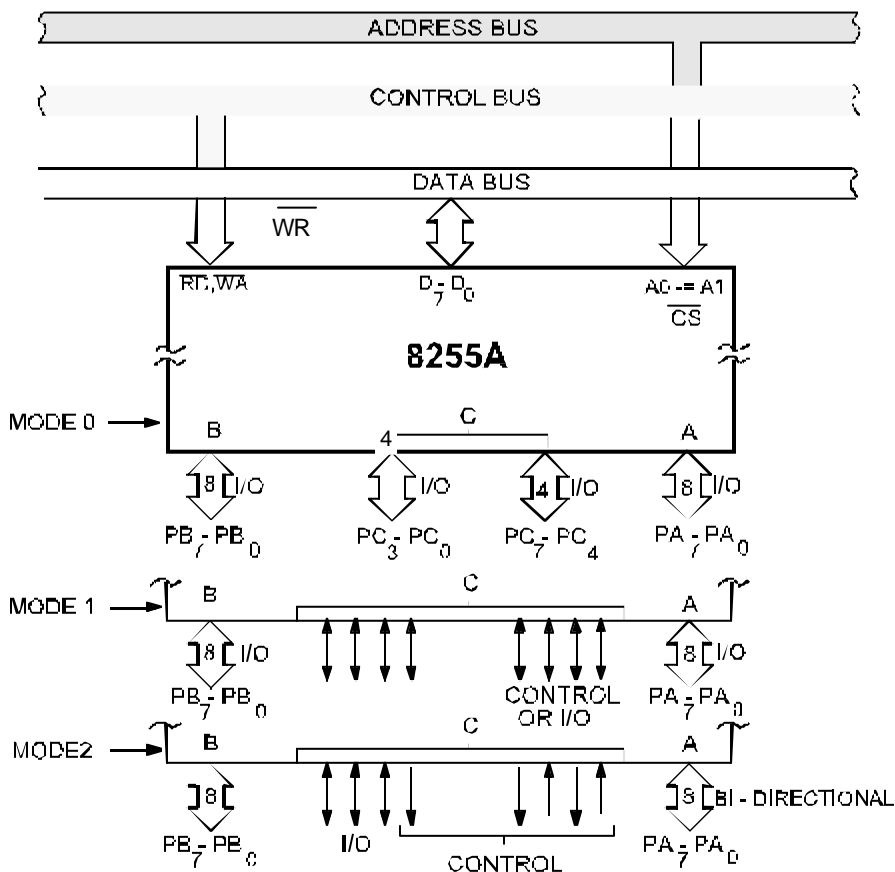 ADDRESS BUS
CONTROL BUS
DATA BUS
WR
RD,WA
D7 - D0
A0 -= A1
CS
8255A
MODE 0
B
4
C
A
8 I/O
I/O
4 I/O
8 I/O
PB7 - PB0
PC3 - PC0
PC7 - PC4
PA7 - PA0
MODE 1
B
C
A
8 I/O
8 I/O
PB7 - PB0
CONTROL
OR I/O
PA7 - PA0
MODE2
B
C
A
8
8 BI - DIRECTIONAL
PB7 - PB0
I/O
CONTROL
PA7 - PA0